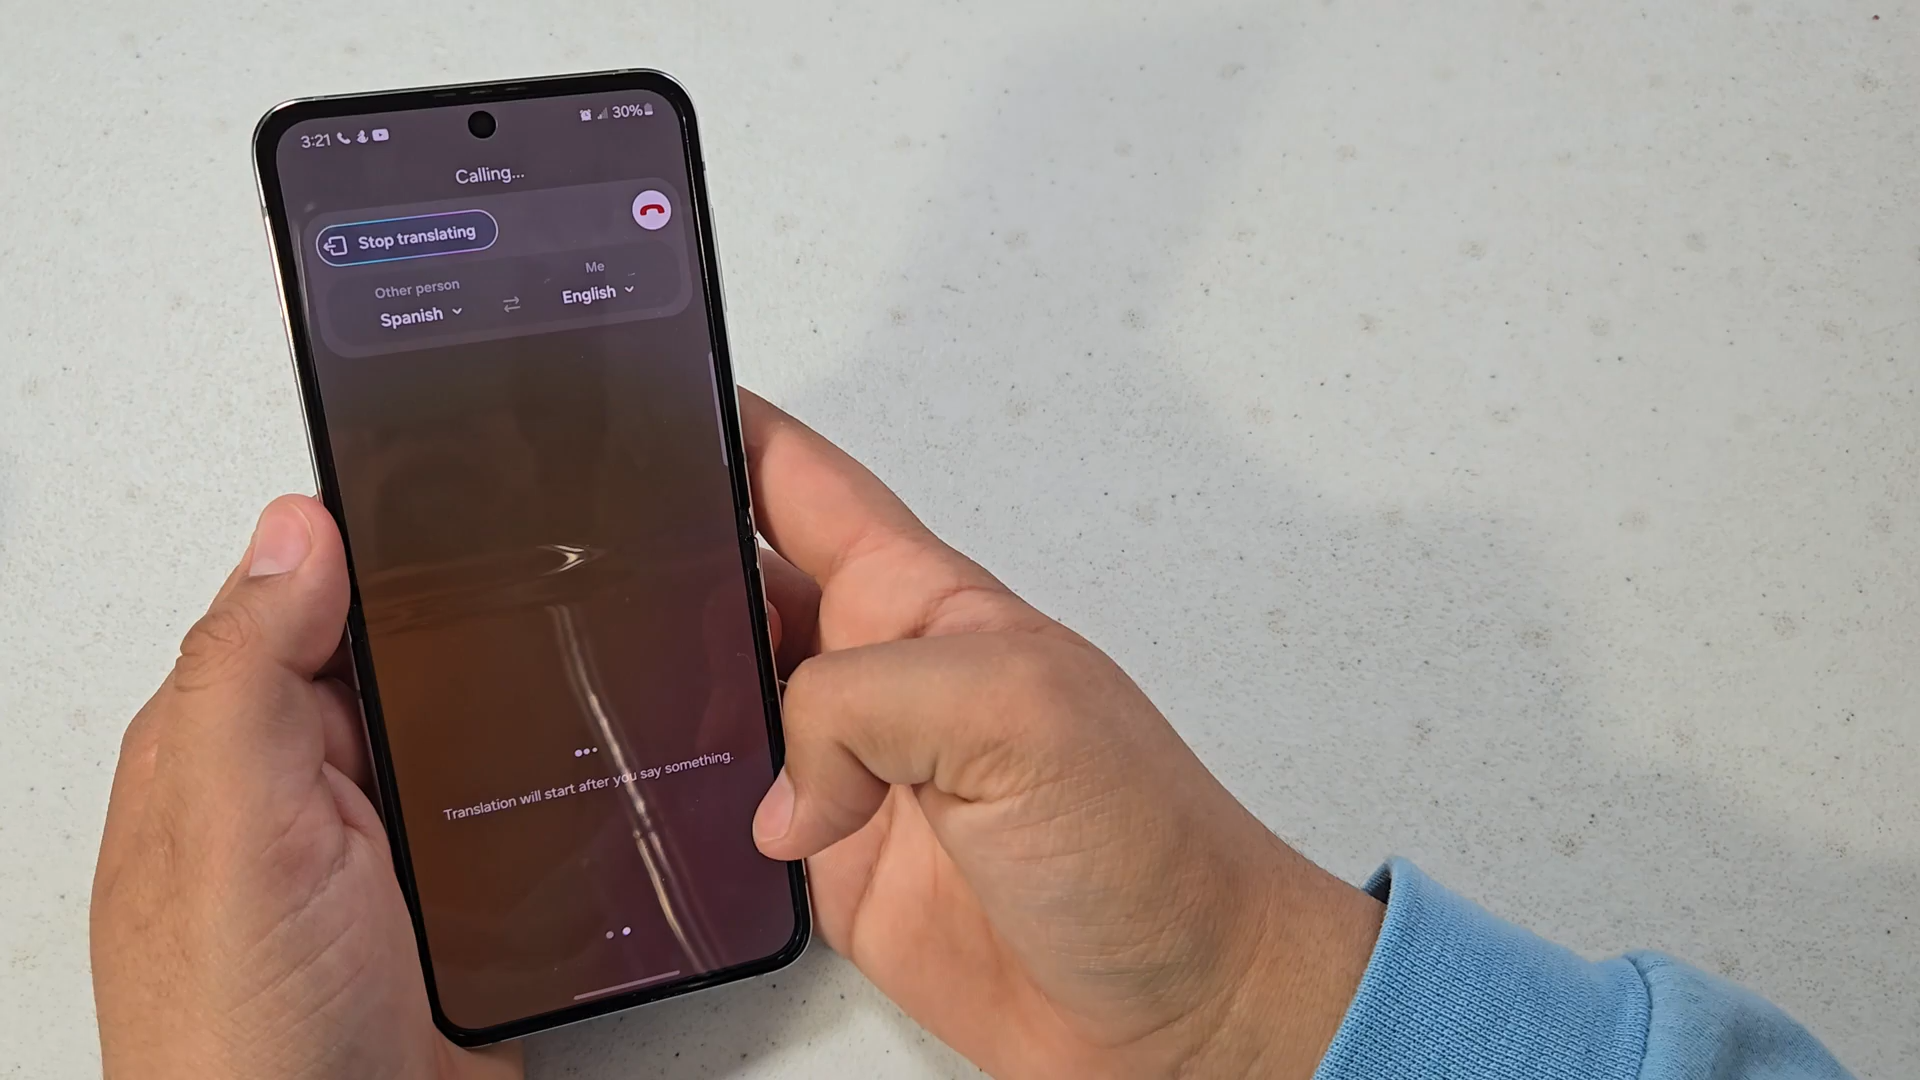 3:21 30%
Calling...
Stop translating
Other person Me
Spanish English
Translation will start after you say something.